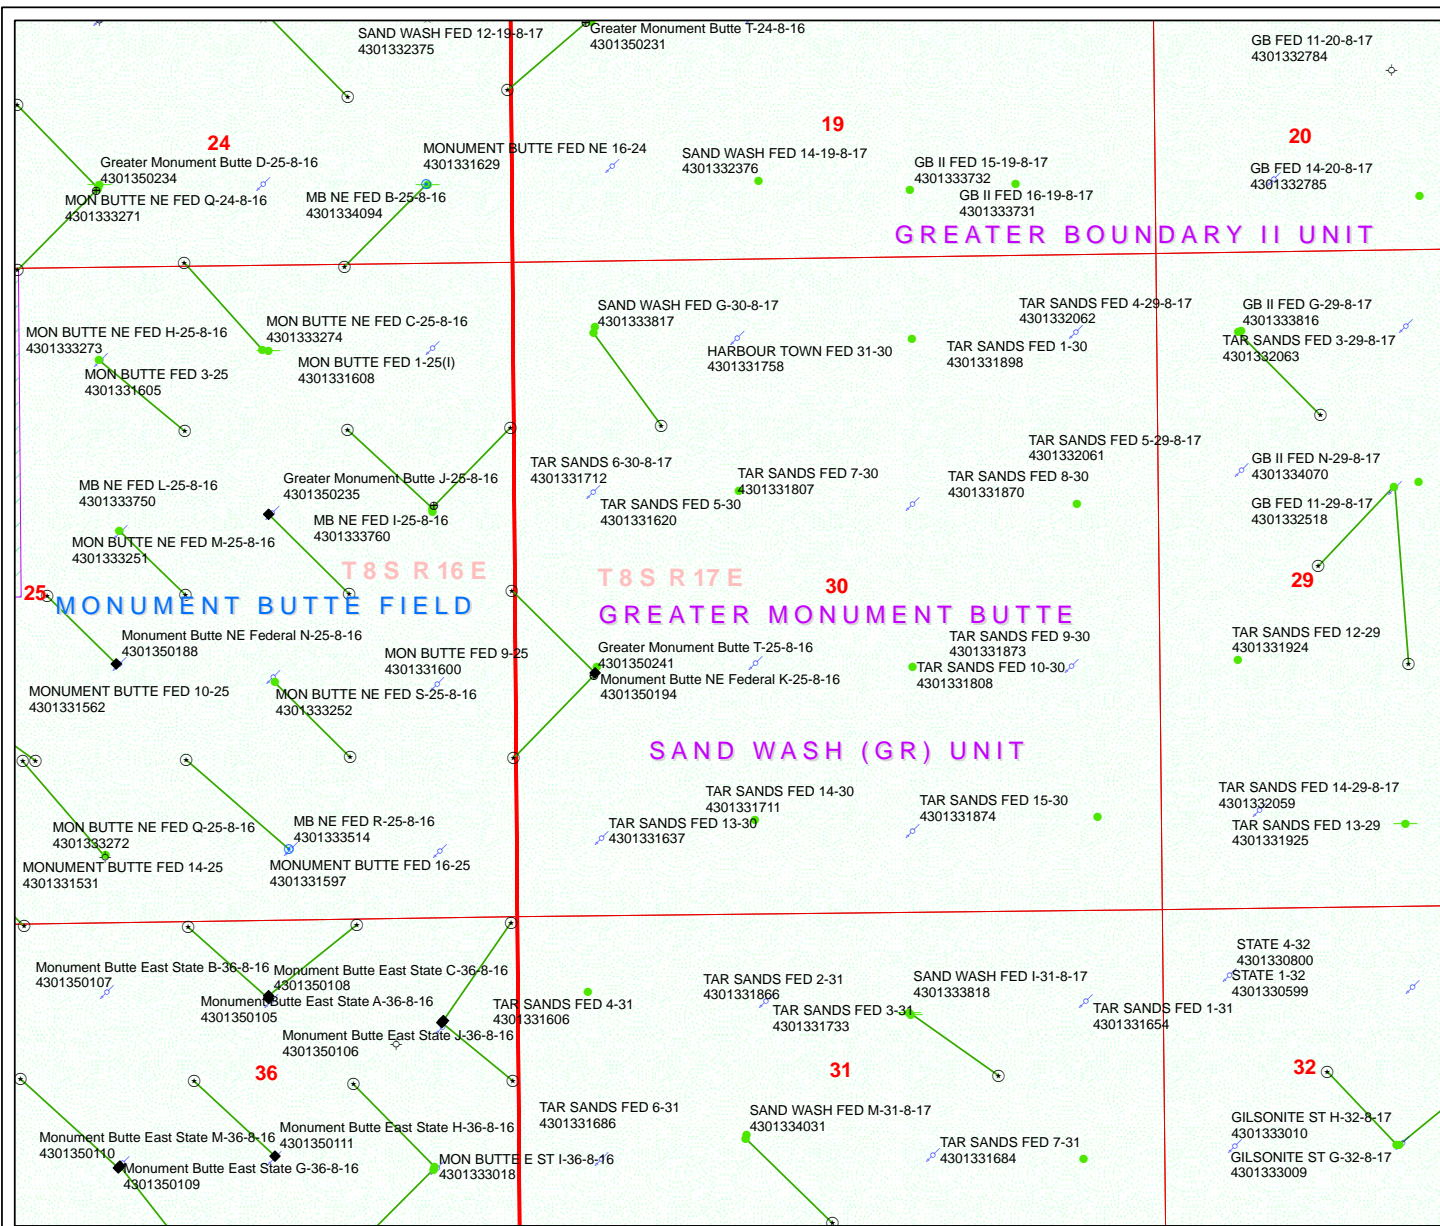 SAND WASH FED 12-19-8-17
4301332375
Greater Monument Butte T-24-8-16
4301350231
GB FED 11-20-8-17
4301332784
24
19
20
Greater Monument Butte D-25-8-16
4301350234
MON BUTTE NE FED Q-24-8-16
4301333271
MONUMENT BUTTE FED NE 16-24
4301331629
MB NE FED B-25-8-16
4301334094
SAND WASH FED 14-19-8-17
4301332376
GB II FED 15-19-8-17
4301333732
GB II FED 16-19-8-17
4301333731
GB FED 14-20-8-17
4301332785
GREATER BOUNDARY II UNIT
MON BUTTE NE FED H-25-8-16
4301333273
MON BUTTE FED 3-25
4301331605
MON BUTTE NE FED C-25-8-16
4301333274
MON BUTTE FED 1-25(I)
4301331608
SAND WASH FED G-30-8-17
4301333817
HARBOUR TOWN FED 31-30
4301331758
TAR SANDS FED 4-29-8-17
4301332062
TAR SANDS FED 1-30
4301331898
GB II FED G-29-8-17
4301333816
TAR SANDS FED 3-29-8-17
4301332063
MB NE FED L-25-8-16
4301333750
MON BUTTE NE FED M-25-8-16
4301333251
Greater Monument Butte J-25-8-16
4301350235
MB NE FED I-25-8-16
4301333760
TAR SANDS 6-30-8-17
4301331712
TAR SANDS FED 5-30
4301331620
TAR SANDS FED 7-30
4301331807
TAR SANDS FED 5-29-8-17
4301332061
TAR SANDS FED 8-30
4301331870
GB II FED N-29-8-17
4301334070
GB FED 11-29-8-17
4301332518
T 8 S R 16 E
T 8 S R 17 E
25
30
29
MONUMENT BUTTE FIELD
GREATER MONUMENT BUTTE
Monument Butte NE Federal N-25-8-16
4301350188
MONUMENT BUTTE FED 10-25
4301331562
MON BUTTE FED 9-25
4301331600
MON BUTTE NE FED S-25-8-16
4301333252
Greater Monument Butte T-25-8-16
4301350241
Monument Butte NE Federal K-25-8-16
4301350194
TAR SANDS FED 9-30
4301331873
TAR SANDS FED 10-30
4301331808
TAR SANDS FED 12-29
4301331924
SAND WASH (GR) UNIT
MON BUTTE NE FED Q-25-8-16
4301333272
MONUMENT BUTTE FED 14-25
4301331531
MB NE FED R-25-8-16
4301333514
MONUMENT BUTTE FED 16-25
4301331597
TAR SANDS FED 14-30
4301331711
TAR SANDS FED 13-30
4301331637
TAR SANDS FED 15-30
4301331874
TAR SANDS FED 14-29-8-17
4301332059
TAR SANDS FED 13-29
4301331925
Monument Butte East State B-36-8-16
4301350107
Monument Butte East State C-36-8-16
4301350108
Monument Butte East State A-36-8-16
4301350105
Monument Butte East State J-36-8-16
4301350106
TAR SANDS FED 4-31
4301331606
TAR SANDS FED 2-31
4301331866
TAR SANDS FED 3-31
4301331733
SAND WASH FED I-31-8-17
4301333818
TAR SANDS FED 1-31
4301331654
STATE 4-32
4301330800
STATE 1-32
4301330599
36
31
32
Monument Butte East State M-36-8-16
4301350110
Monument Butte East State G-36-8-16
4301350109
Monument Butte East State H-36-8-16
4301350111
MON BUTTE E ST I-36-8-16
4301333018
TAR SANDS FED 6-31
4301331686
SAND WASH FED M-31-8-17
4301334031
TAR SANDS FED 7-31
4301331684
GILSONITE ST H-32-8-17
4301333010
GILSONITE ST G-32-8-17
4301333009